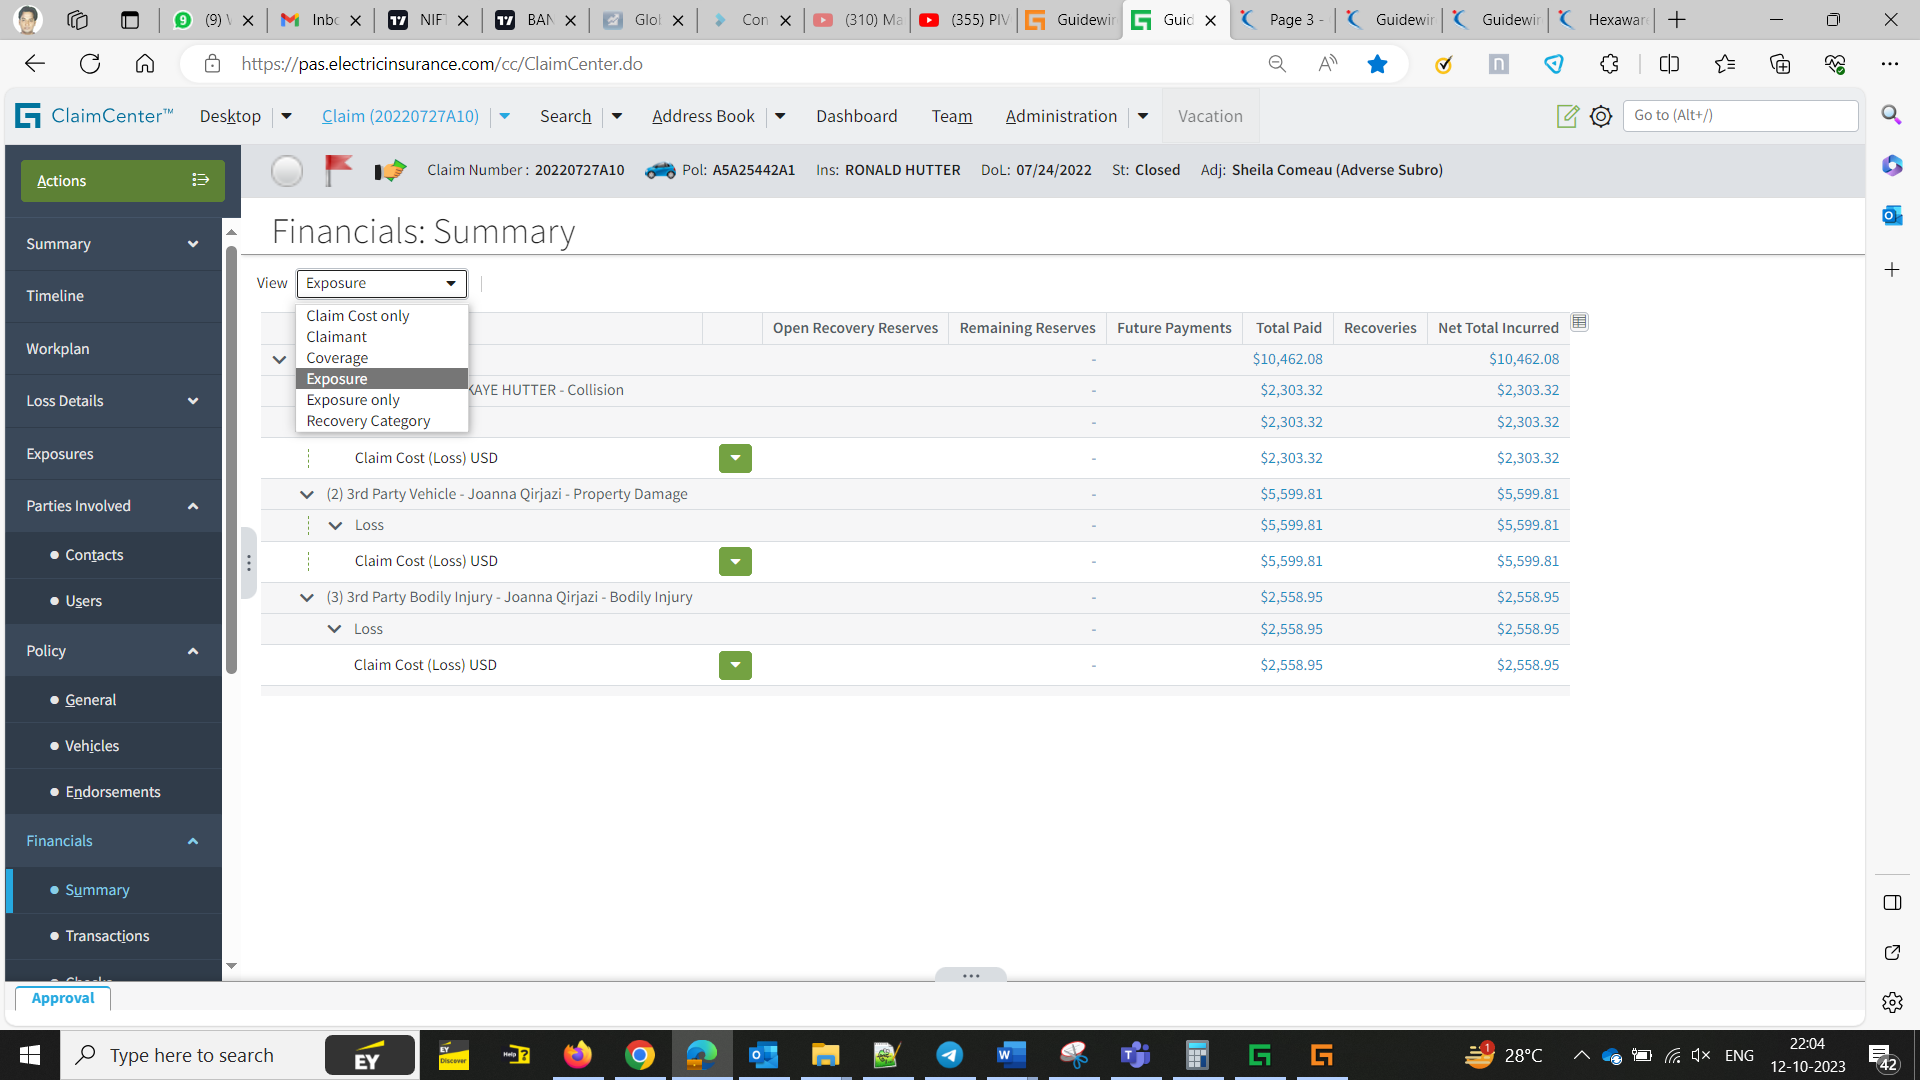 (9) W
Inbo
NIFT
BAN
Glob
Con
(310) Ma
(355) PIV
Guidewir
Guid
Page 3 -
Guidewir
Guidewir
Hexawar
https://pas.electricinsurance.com/cc/ClaimCenter.do
ClaimCenter™
Desktop
Claim (20220727A10)
Search
Address Book
Dashboard
Team
Administration
Vacation
Go to (Alt+/)
Actions
Claim Number : 20220727A10 Pol: A5A25442A1 Ins: RONALD HUTTER DoL: 07/24/2022 St: Closed Adj: Sheila Comeau (Adverse Subro)
Summary
Timeline
Workplan
Loss Details
Exposures
Parties Involved
Contacts
Users
Policy
General
Vehicles
Endorsements
Financials
Summary
Transactions
Checks
Financials: Summary
View Exposure
Claim Cost only
Claimant
Coverage
Exposure
Exposure only
Recovery Category
Open Recovery Reserves Remaining Reserves Future Payments Total Paid Recoveries Net Total Incurred
- $10,462.08 $10,462.08
KAYE HUTTER - Collision - $2,303.32 $2,303.32
- $2,303.32 $2,303.32
Claim Cost (Loss) USD - $2,303.32 $2,303.32
(2) 3rd Party Vehicle - Joanna Qirjazi - Property Damage - $5,599.81 $5,599.81
Loss - $5,599.81 $5,599.81
Claim Cost (Loss) USD - $5,599.81 $5,599.81
(3) 3rd Party Bodily Injury - Joanna Qirjazi - Bodily Injury - $2,558.95 $2,558.95
Loss - $2,558.95 $2,558.95
Claim Cost (Loss) USD - $2,558.95 $2,558.95
Approval
Type here to search
EY
EY
Discover
Help ?
1
28°C
ENG
22:04
12-10-2023
42